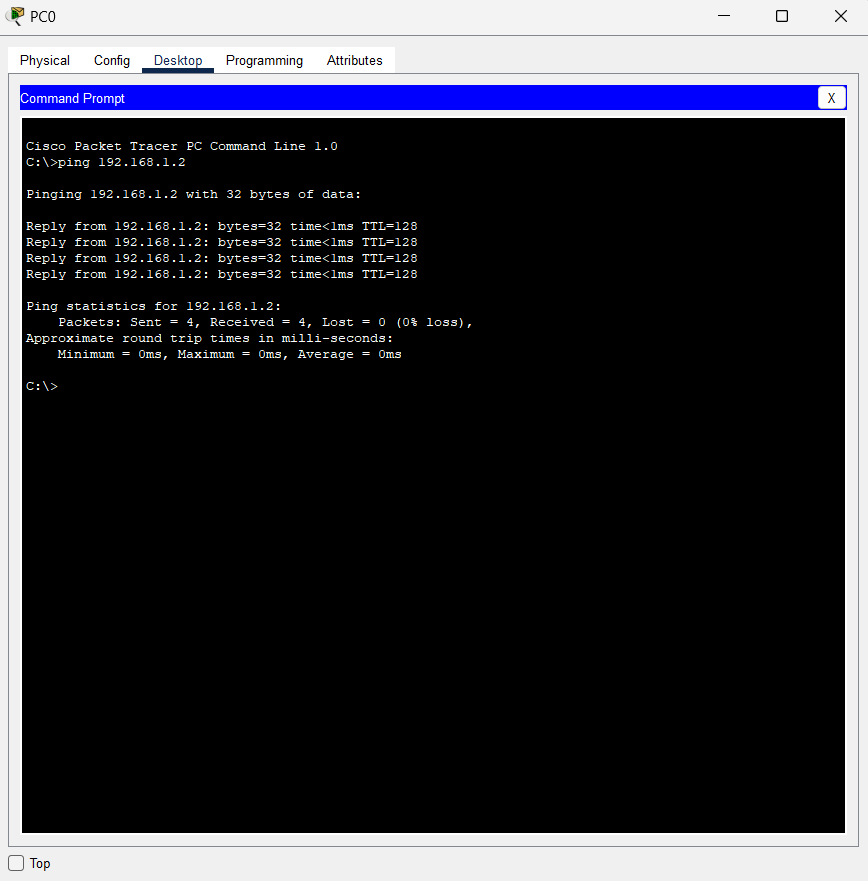 PC0
Physical Config Desktop Programming Attributes
Command Prompt X
Cisco Packet Tracer PC Command Line 1.0
C:\>ping 192.168.1.2
Pinging 192.168.1.2 with 32 bytes of data:
Reply from 192.168.1.2: bytes=32 time<1ms TTL=128
Reply from 192.168.1.2: bytes=32 time<1ms TTL=128
Reply from 192.168.1.2: bytes=32 time<1ms TTL=128
Reply from 192.168.1.2: bytes=32 time<1ms TTL=128
Ping statistics for 192.168.1.2:
    Packets: Sent = 4, Received = 4, Lost = 0 (0% loss),
Approximate round trip times in milli-seconds:
    Minimum = 0ms, Maximum = 0ms, Average = 0ms
C:\>
Top